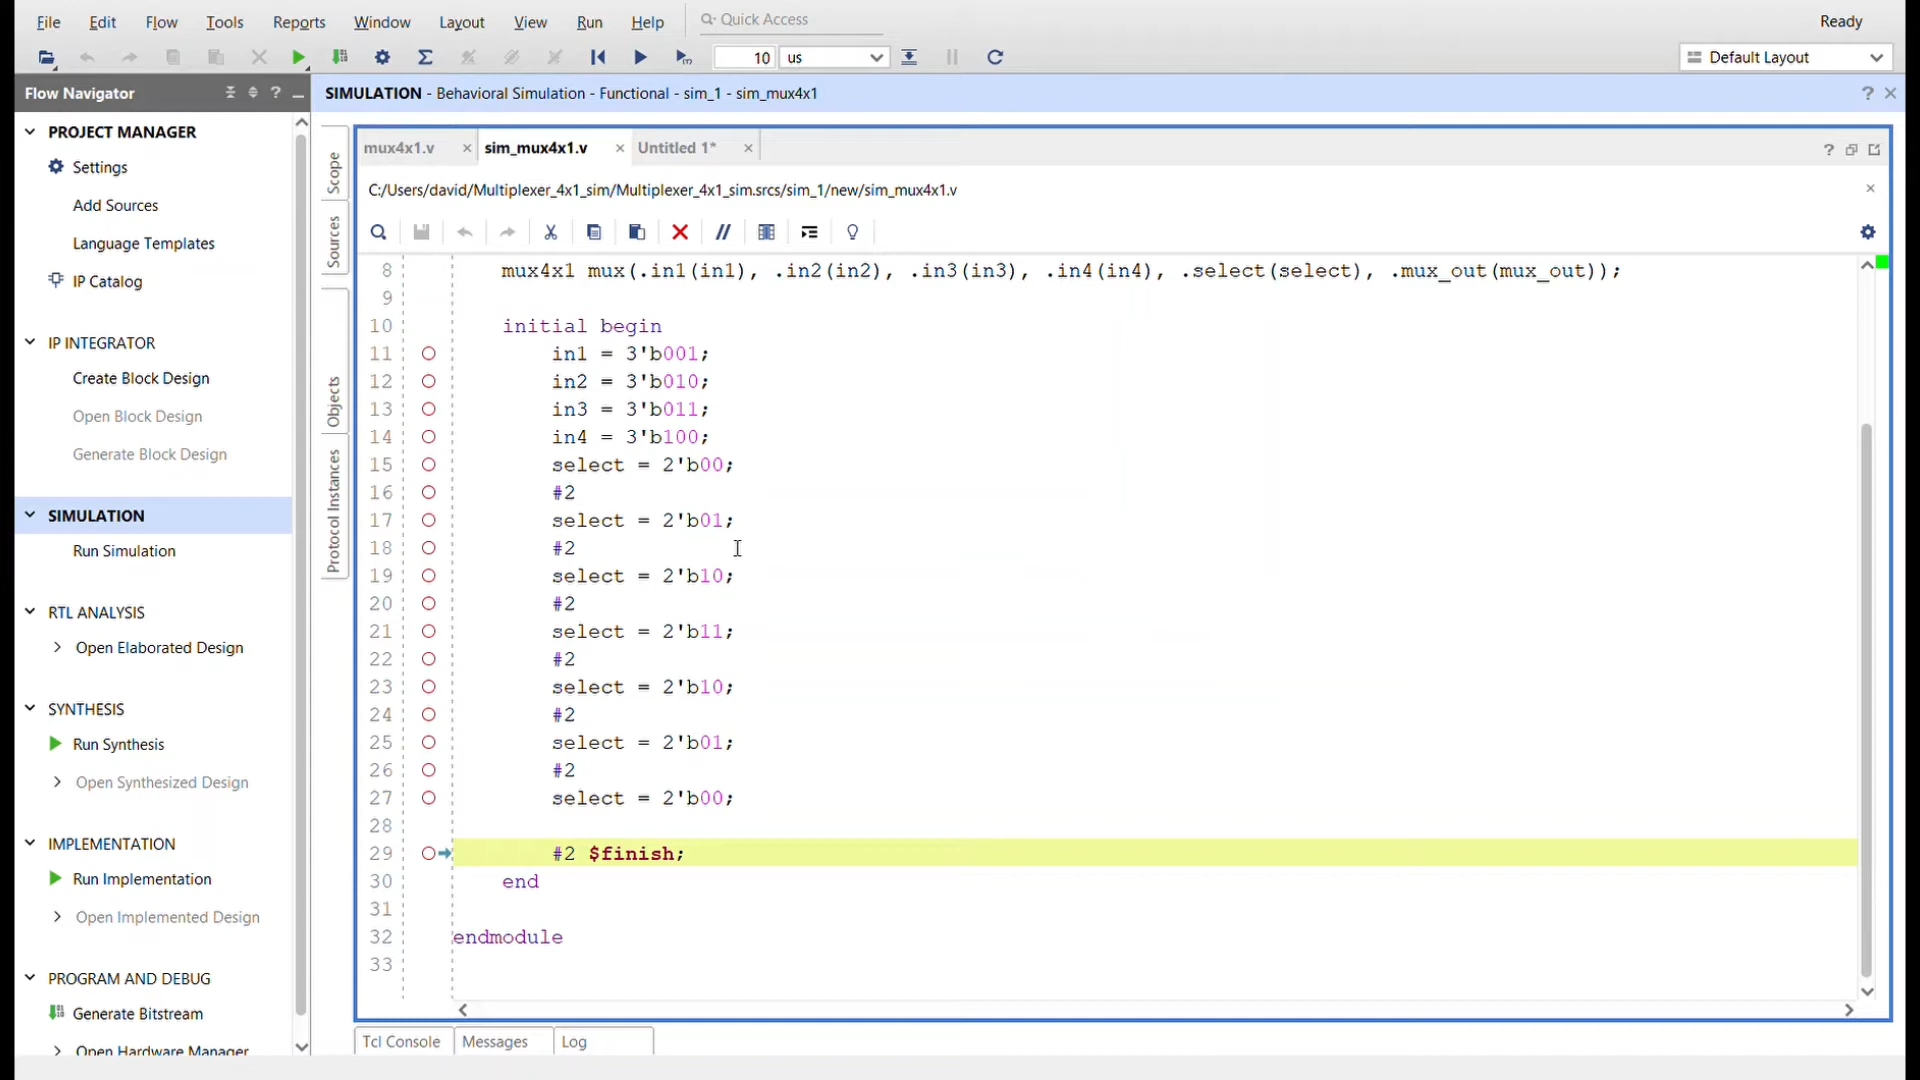 File Edit Flow Tools Reports Window Layout View Run Help Quick Access Ready
10 us Default Layout
Flow Navigator ? _
SIMULATION - Behavioral Simulation - Functional - sim_1 - sim_mux4x1
PROJECT MANAGER
Settings
Add Sources
Language Templates
IP Catalog
IP INTEGRATOR
Create Block Design
Open Block Design
Generate Block Design
SIMULATION
Run Simulation
RTL ANALYSIS
Open Elaborated Design
SYNTHESIS
Run Synthesis
Open Synthesized Design
IMPLEMENTATION
Run Implementation
Open Implemented Design
PROGRAM AND DEBUG
Generate Bitstream
Open Hardware Manager
Scope
Sources
Objects
Protocol Instances
mux4x1.v sim_mux4x1.v Untitled 1*
C:/Users/david/Multiplexer_4x1_sim/Multiplexer_4x1_sim.srcs/sim_1/new/sim_mux4x1.v
8 mux4x1 mux(.in1(in1), .in2(in2), .in3(in3), .in4(in4), .select(select), .mux_out(mux_out));
9
10 initial begin
11 in1 = 3'b001;
12 in2 = 3'b010;
13 in3 = 3'b011;
14 in4 = 3'b100;
15 select = 2'b00;
16 #2
17 select = 2'b01;
18 #2
19 select = 2'b10;
20 #2
21 select = 2'b11;
22 #2
23 select = 2'b10;
24 #2
25 select = 2'b01;
26 #2
27 select = 2'b00;
28
29 #2 $finish;
30 end
31
32 endmodule
33
Tcl Console Messages Log